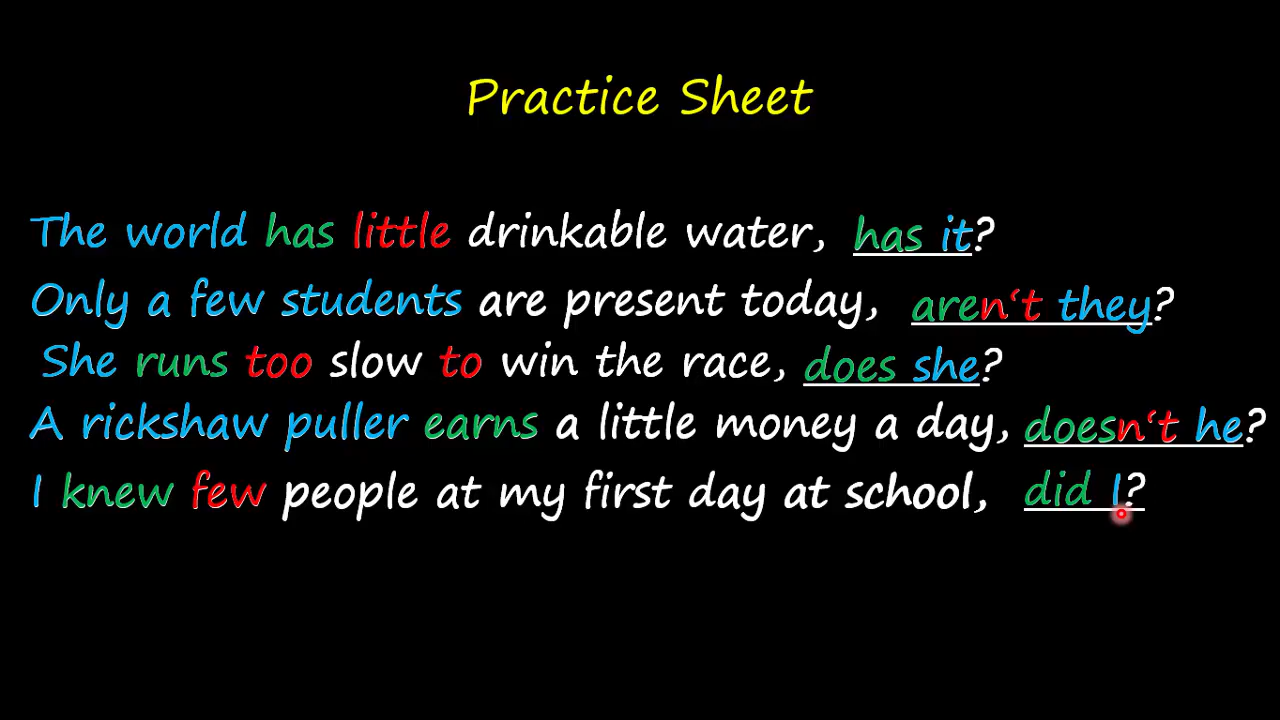 Practice Sheet
The world has little drinkable water, has it?
Only a few students are present today, aren‘t they?
She runs too slow to win the race, does she?
A rickshaw puller earns a little money a day, doesn‘t he?
I knew few people at my first day at school, did I?